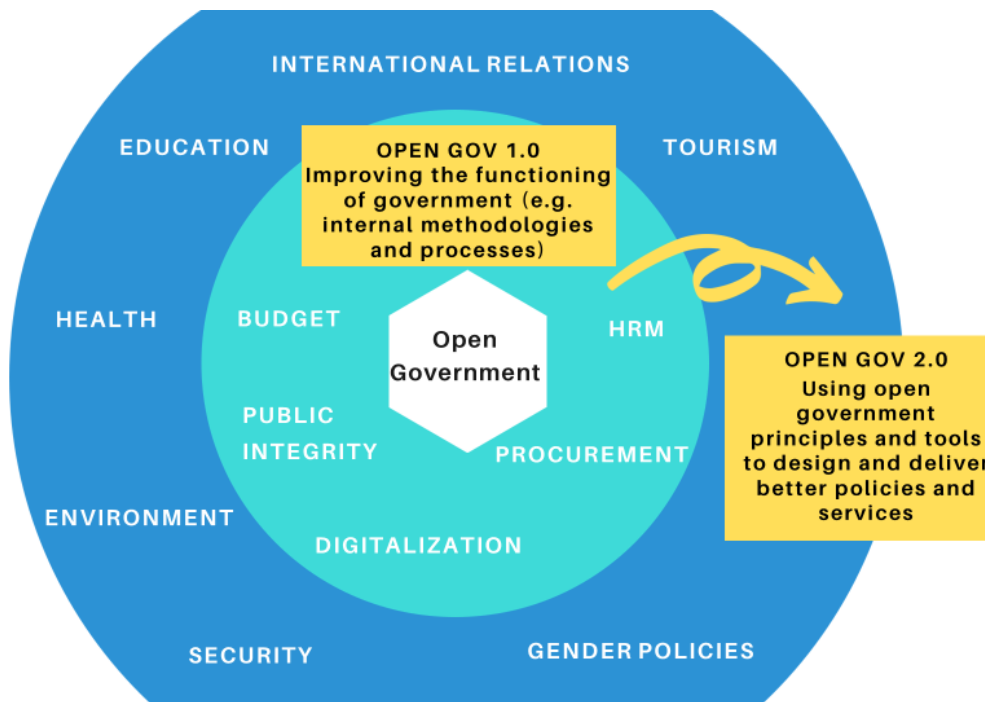 INTERNATIONAL RELATIONS
EDUCATION
TOURISM
OPEN GOV 1.0
Improving the functioning
of government (e.g.
internal methodologies
and processes)
HEALTH
BUDGET
HRM
Open
Government
OPEN GOV 2.0
Using open
government
principles and tools
to design and deliver
better policies and
services
PUBLIC
INTEGRITY
PROCUREMENT
ENVIRONMENT
DIGITALIZATION
SECURITY
GENDER POLICIES